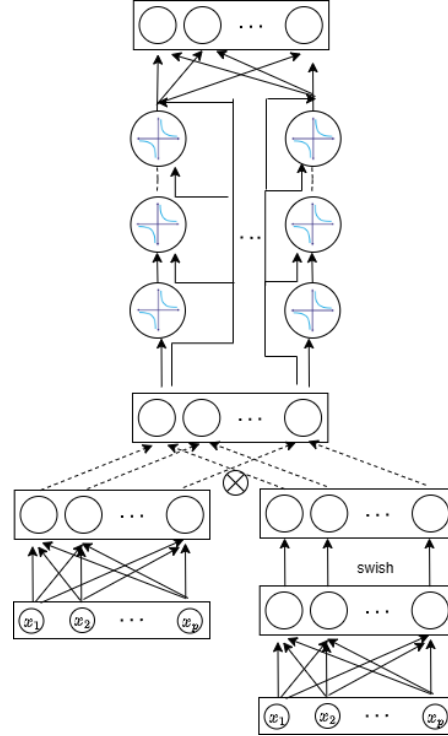 swish
x₁ x₂ ... xₚ
x₁ x₂ ... xₚ